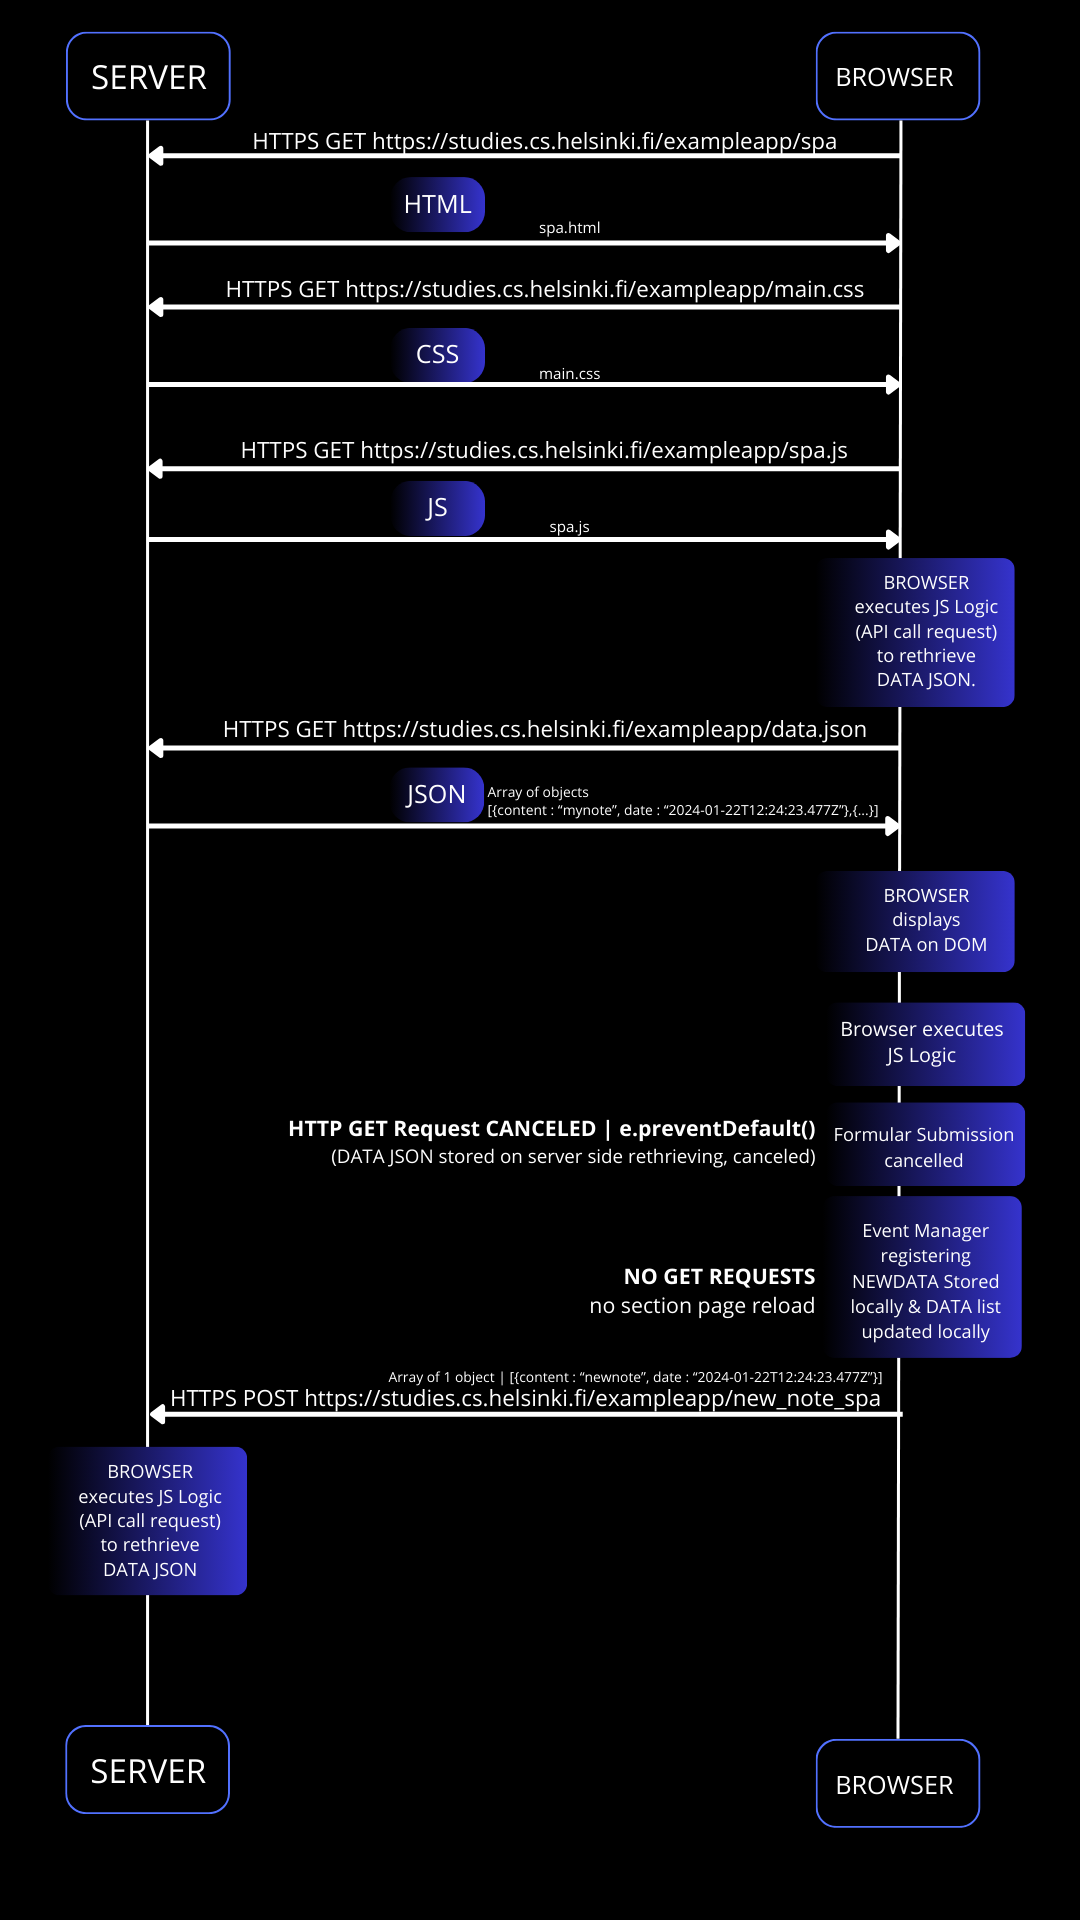 SERVER
BROWSER
HTTPS GET https://studies.cs.helsinki.fi/exampleapp/spa
HTML
spa.html
HTTPS GET https://studies.cs.helsinki.fi/exampleapp/main.css
CSS
main.css
HTTPS GET https://studies.cs.helsinki.fi/exampleapp/spa.js
JS
spa.js
BROWSER
executes JS Logic
(API call request)
to rethrieve
DATA JSON.
HTTPS GET https://studies.cs.helsinki.fi/exampleapp/data.json
JSON
Array of objects
[{content : “mynote”, date : “2024-01-22T12:24:23.477Z”},{...}]
BROWSER
displays
DATA on DOM
Browser executes
JS Logic
HTTP GET Request CANCELED | e.preventDefault()
(DATA JSON stored on server side rethrieving, canceled)
Formular Submission
cancelled
NO GET REQUESTS
no section page reload
Event Manager
registering
NEWDATA Stored
locally & DATA list
updated locally
Array of 1 object | [{content : “newnote”, date : “2024-01-22T12:24:23.477Z”}]
HTTPS POST https://studies.cs.helsinki.fi/exampleapp/new_note_spa
BROWSER
executes JS Logic
(API call request)
to rethrieve
DATA JSON
SERVER
BROWSER